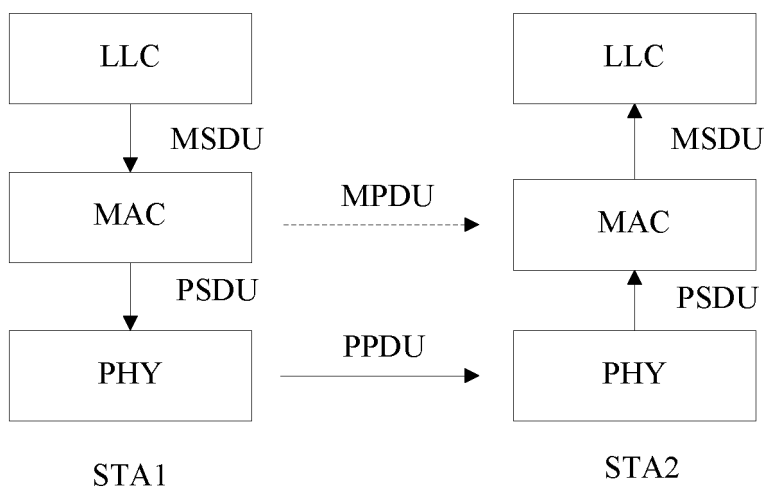 LLC
LLC
MSDU
MSDU
MAC
MPDU
MAC
PSDU
PSDU
PHY
PPDU
PHY
STA1
STA2